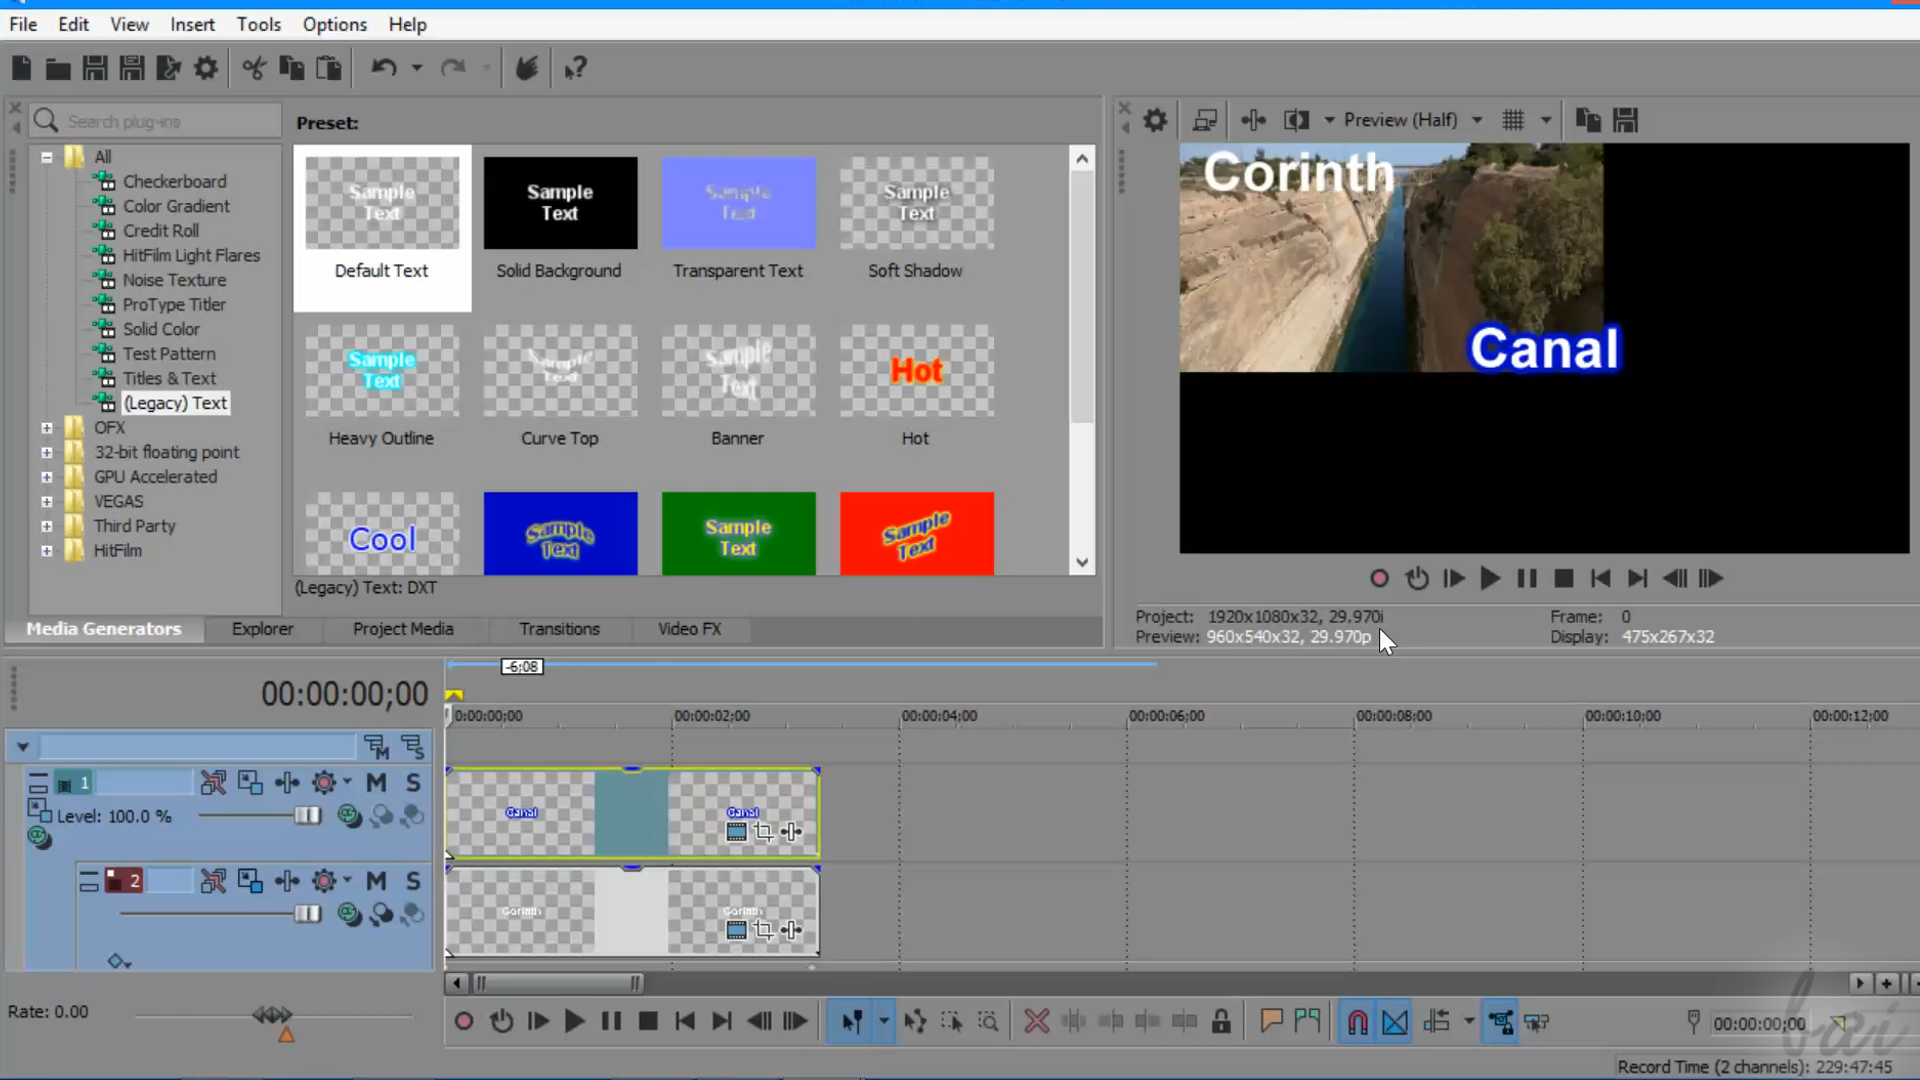 File Edit View Insert Tools Options Help
Search plug-ins
Preset:
All
Checkerboard
Color Gradient
Credit Roll
HitFilm Light Flares
Noise Texture
ProType Titler
Solid Color
Test Pattern
Titles & Text
(Legacy) Text
OFX
32-bit floating point
GPU Accelerated
VEGAS
Third Party
HitFilm
Sample
Text
Default Text
Sample
Text
Solid Background
Sample
Text
Transparent Text
Sample
Text
Soft Shadow
Sample
Text
Heavy Outline
Sample
Text
Curve Top
Sample
Text
Banner
Hot
Hot
Cool
Sample
Text
Sample
Text
Sample
Text
(Legacy) Text: DXT
Media Generators Explorer Project Media Transitions Video FX
Preview (Half)
Corinth
Canal
Project: 1920x1080x32, 29.970i
Preview: 960x540x32, 29.970p
Frame: 0
Display: 475x267x32
-6;08
00:00:00;00
0:00:00;00 00:00:02;00 00:00:04;00 00:00:06;00 00:00:08;00 00:00:10;00 00:00:12;00
M S
1 M S
Level: 100.0 %
Canal Canal
2 M S
Corinth Corinth
Rate: 0.00
00:00:00;00
bai
Record Time (2 channels): 229:47:45